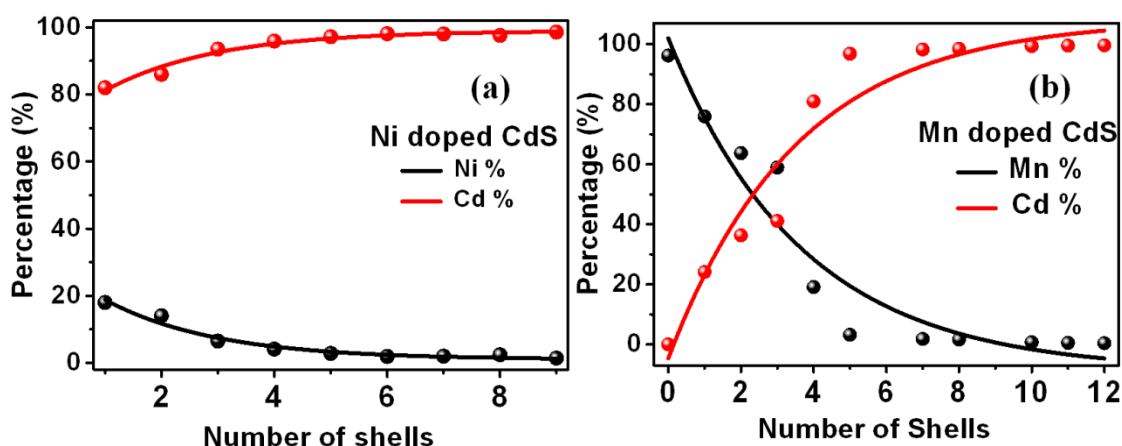 100
80
60
40
20
0
Percentage (%)
(a)
Ni doped CdS
Ni %
Cd %
2
4
6
8
Number of shells
100
80
60
40
20
0
Percentage (%)
(b)
Mn doped CdS
Mn %
Cd %
0
2
4
6
8
10
12
Number of Shells